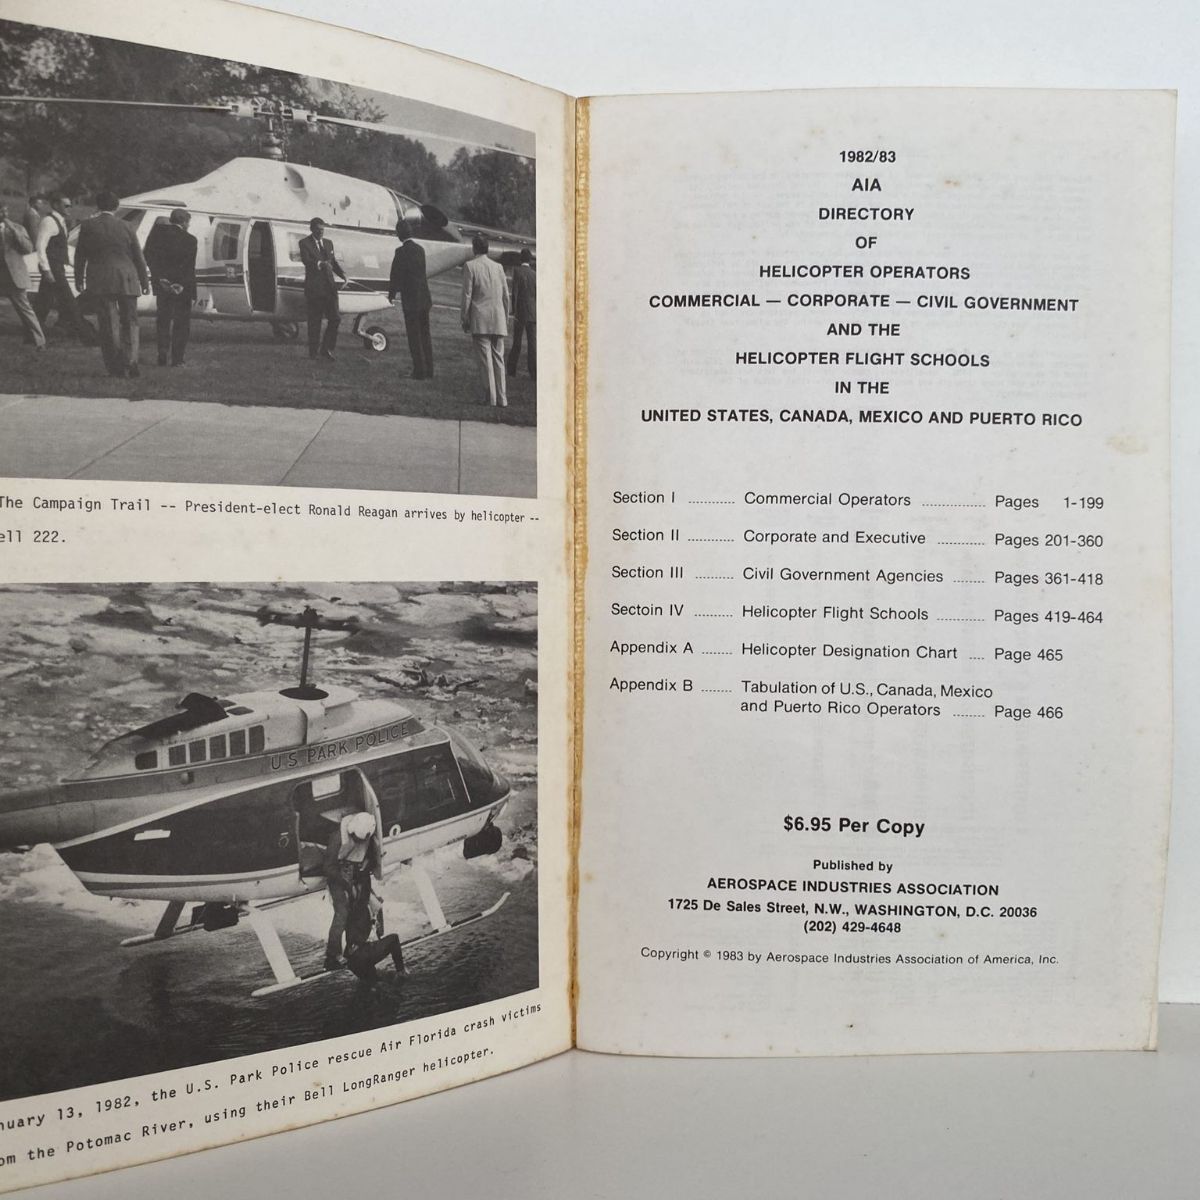 The Campaign Trail -- President-elect Ronald Reagan arrives by helicopter --
ell 222.
U.S. PARK POLICE
nuary 13, 1982, the U.S. Park Police rescue Air Florida crash victims
om the Potomac River, using their Bell LongRanger helicopter.
1982/83
AIA
DIRECTORY
OF
HELICOPTER OPERATORS
COMMERCIAL — CORPORATE — CIVIL GOVERNMENT
AND THE
HELICOPTER FLIGHT SCHOOLS
IN THE
UNITED STATES, CANADA, MEXICO AND PUERTO RICO
Section I ........... Commercial Operators ............... Pages 1-199
Section II ........... Corporate and Executive ........... Pages 201-360
Section III ......... Civil Government Agencies ....... Pages 361-418
Sectoin IV ......... Helicopter Flight Schools ........... Pages 419-464
Appendix A ....... Helicopter Designation Chart .... Page 465
Appendix B ....... Tabulation of U.S., Canada, Mexico
and Puerto Rico Operators ....... Page 466
$6.95 Per Copy
Published by
AEROSPACE INDUSTRIES ASSOCIATION
1725 De Sales Street, N.W., WASHINGTON, D.C. 20036
(202) 429-4648
Copyright © 1983 by Aerospace Industries Association of America, Inc.